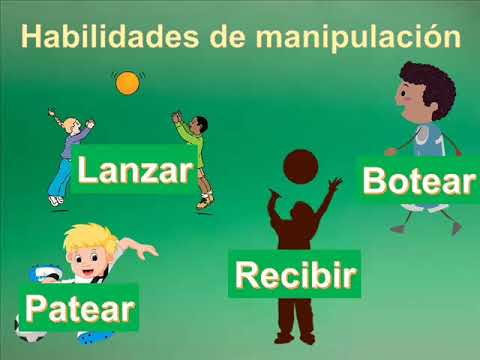 Habilidades de manipulación
Lanzar
Botear
Recibir
Patear